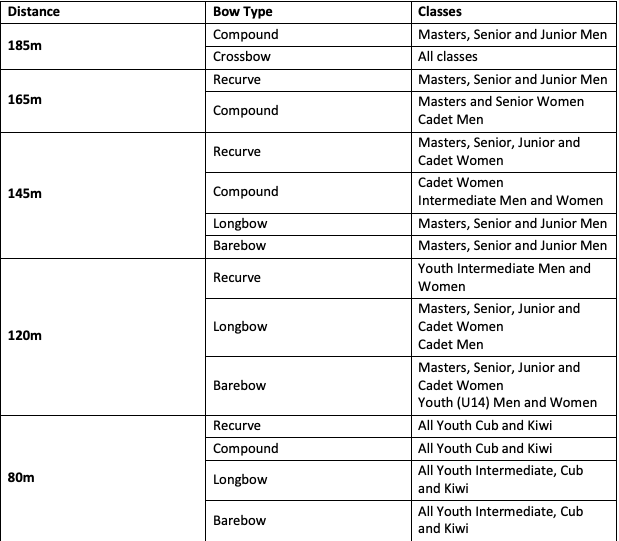 Distance Bow Type Classes
185m
Compound Masters, Senior and Junior Men
Crossbow All classes
165m
Recurve Masters, Senior and Junior Men
Compound Masters and Senior Women
Cadet Men
145m
Recurve Masters, Senior, Junior and
Cadet Women
Compound Cadet Women
Intermediate Men and Women
Longbow Masters, Senior and Junior Men
Barebow Masters, Senior and Junior Men
120m
Recurve Youth Intermediate Men and
Women
Longbow Masters, Senior, Junior and
Cadet Women
Cadet Men
Barebow Masters, Senior, Junior and
Cadet Women
Youth (U14) Men and Women
80m
Recurve All Youth Cub and Kiwi
Compound All Youth Cub and Kiwi
Longbow All Youth Intermediate, Cub
and Kiwi
Barebow All Youth Intermediate, Cub
and Kiwi